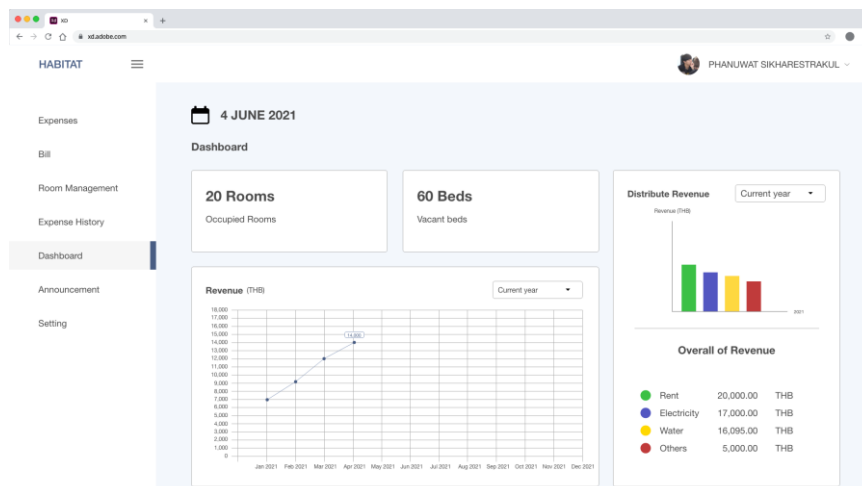 XD
xd.adobe.com
HABITAT
PHANUWAT SIKHARESTRAKUL
Expenses
Bill
Room Management
Expense History
Dashboard
Announcement
Setting
4 JUNE 2021
Dashboard
20 Rooms
Occupied Rooms
60 Beds
Vacant beds
Revenue (THB)
Current year
18,000
17,000
16,000
15,000
14,000
13,000
12,000
11,000
10,000
9,000
8,000
7,000
6,000
5,000
4,000
3,000
2,000
1,000
0
14,000
Jan 2021 Feb 2021 Mar 2021 Apr 2021 May 2021 Jun 2021 Jul 2021 Aug 2021 Sep 2021 Oct 2021 Nov 2021 Dec 2021
Distribute Revenue
Current year
Revenue (THB)
2021
Overall of Revenue
Rent 20,000.00 THB
Electricity 17,000.00 THB
Water 16,095.00 THB
Others 5,000.00 THB